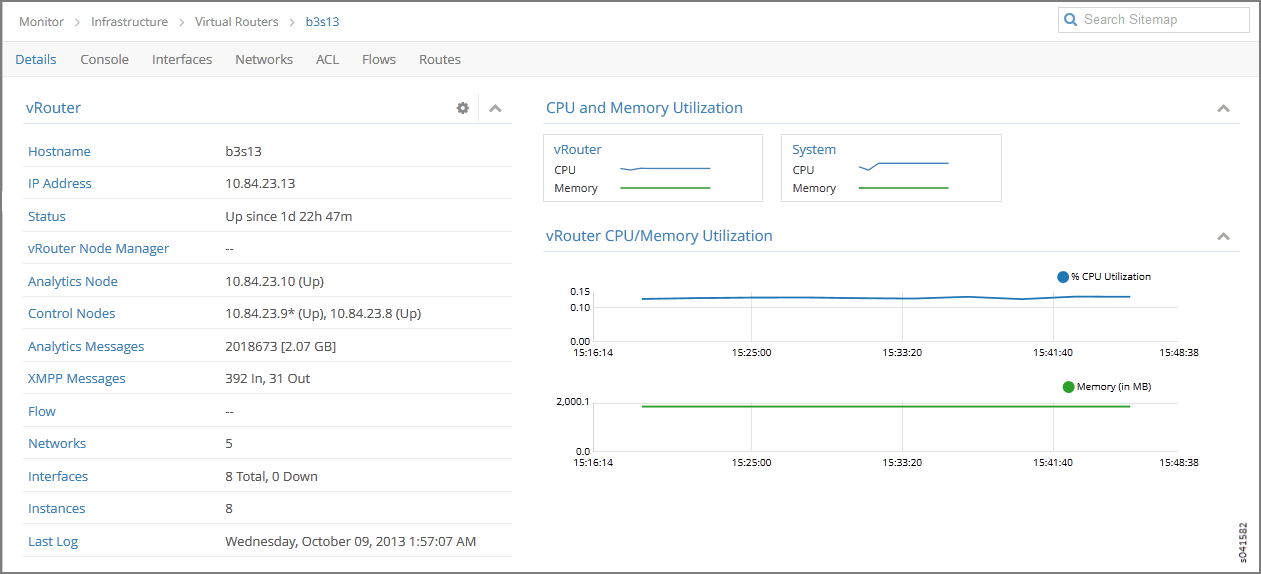 Monitor > Infrastructure > Virtual Routers > b3s13
Search Sitemap
Details Console Interfaces Networks ACL Flows Routes
vRouter
Hostname b3s13
IP Address 10.84.23.13
Status Up since 1d 22h 47m
vRouter Node Manager --
Analytics Node 10.84.23.10 (Up)
Control Nodes 10.84.23.9* (Up), 10.84.23.8 (Up)
Analytics Messages 2018673 [2.07 GB]
XMPP Messages 392 In, 31 Out
Flow --
Networks 5
Interfaces 8 Total, 0 Down
Instances 8
Last Log Wednesday, October 09, 2013 1:57:07 AM
CPU and Memory Utilization
vRouter
CPU
Memory
System
CPU
Memory
vRouter CPU/Memory Utilization
% CPU Utilization
0.15
0.10
0.00
15:16:14 15:25:00 15:33:20 15:41:40 15:48:38
Memory (in MB)
2,000.1
0.0
15:16:14 15:25:00 15:33:20 15:41:40 15:48:38
s041582